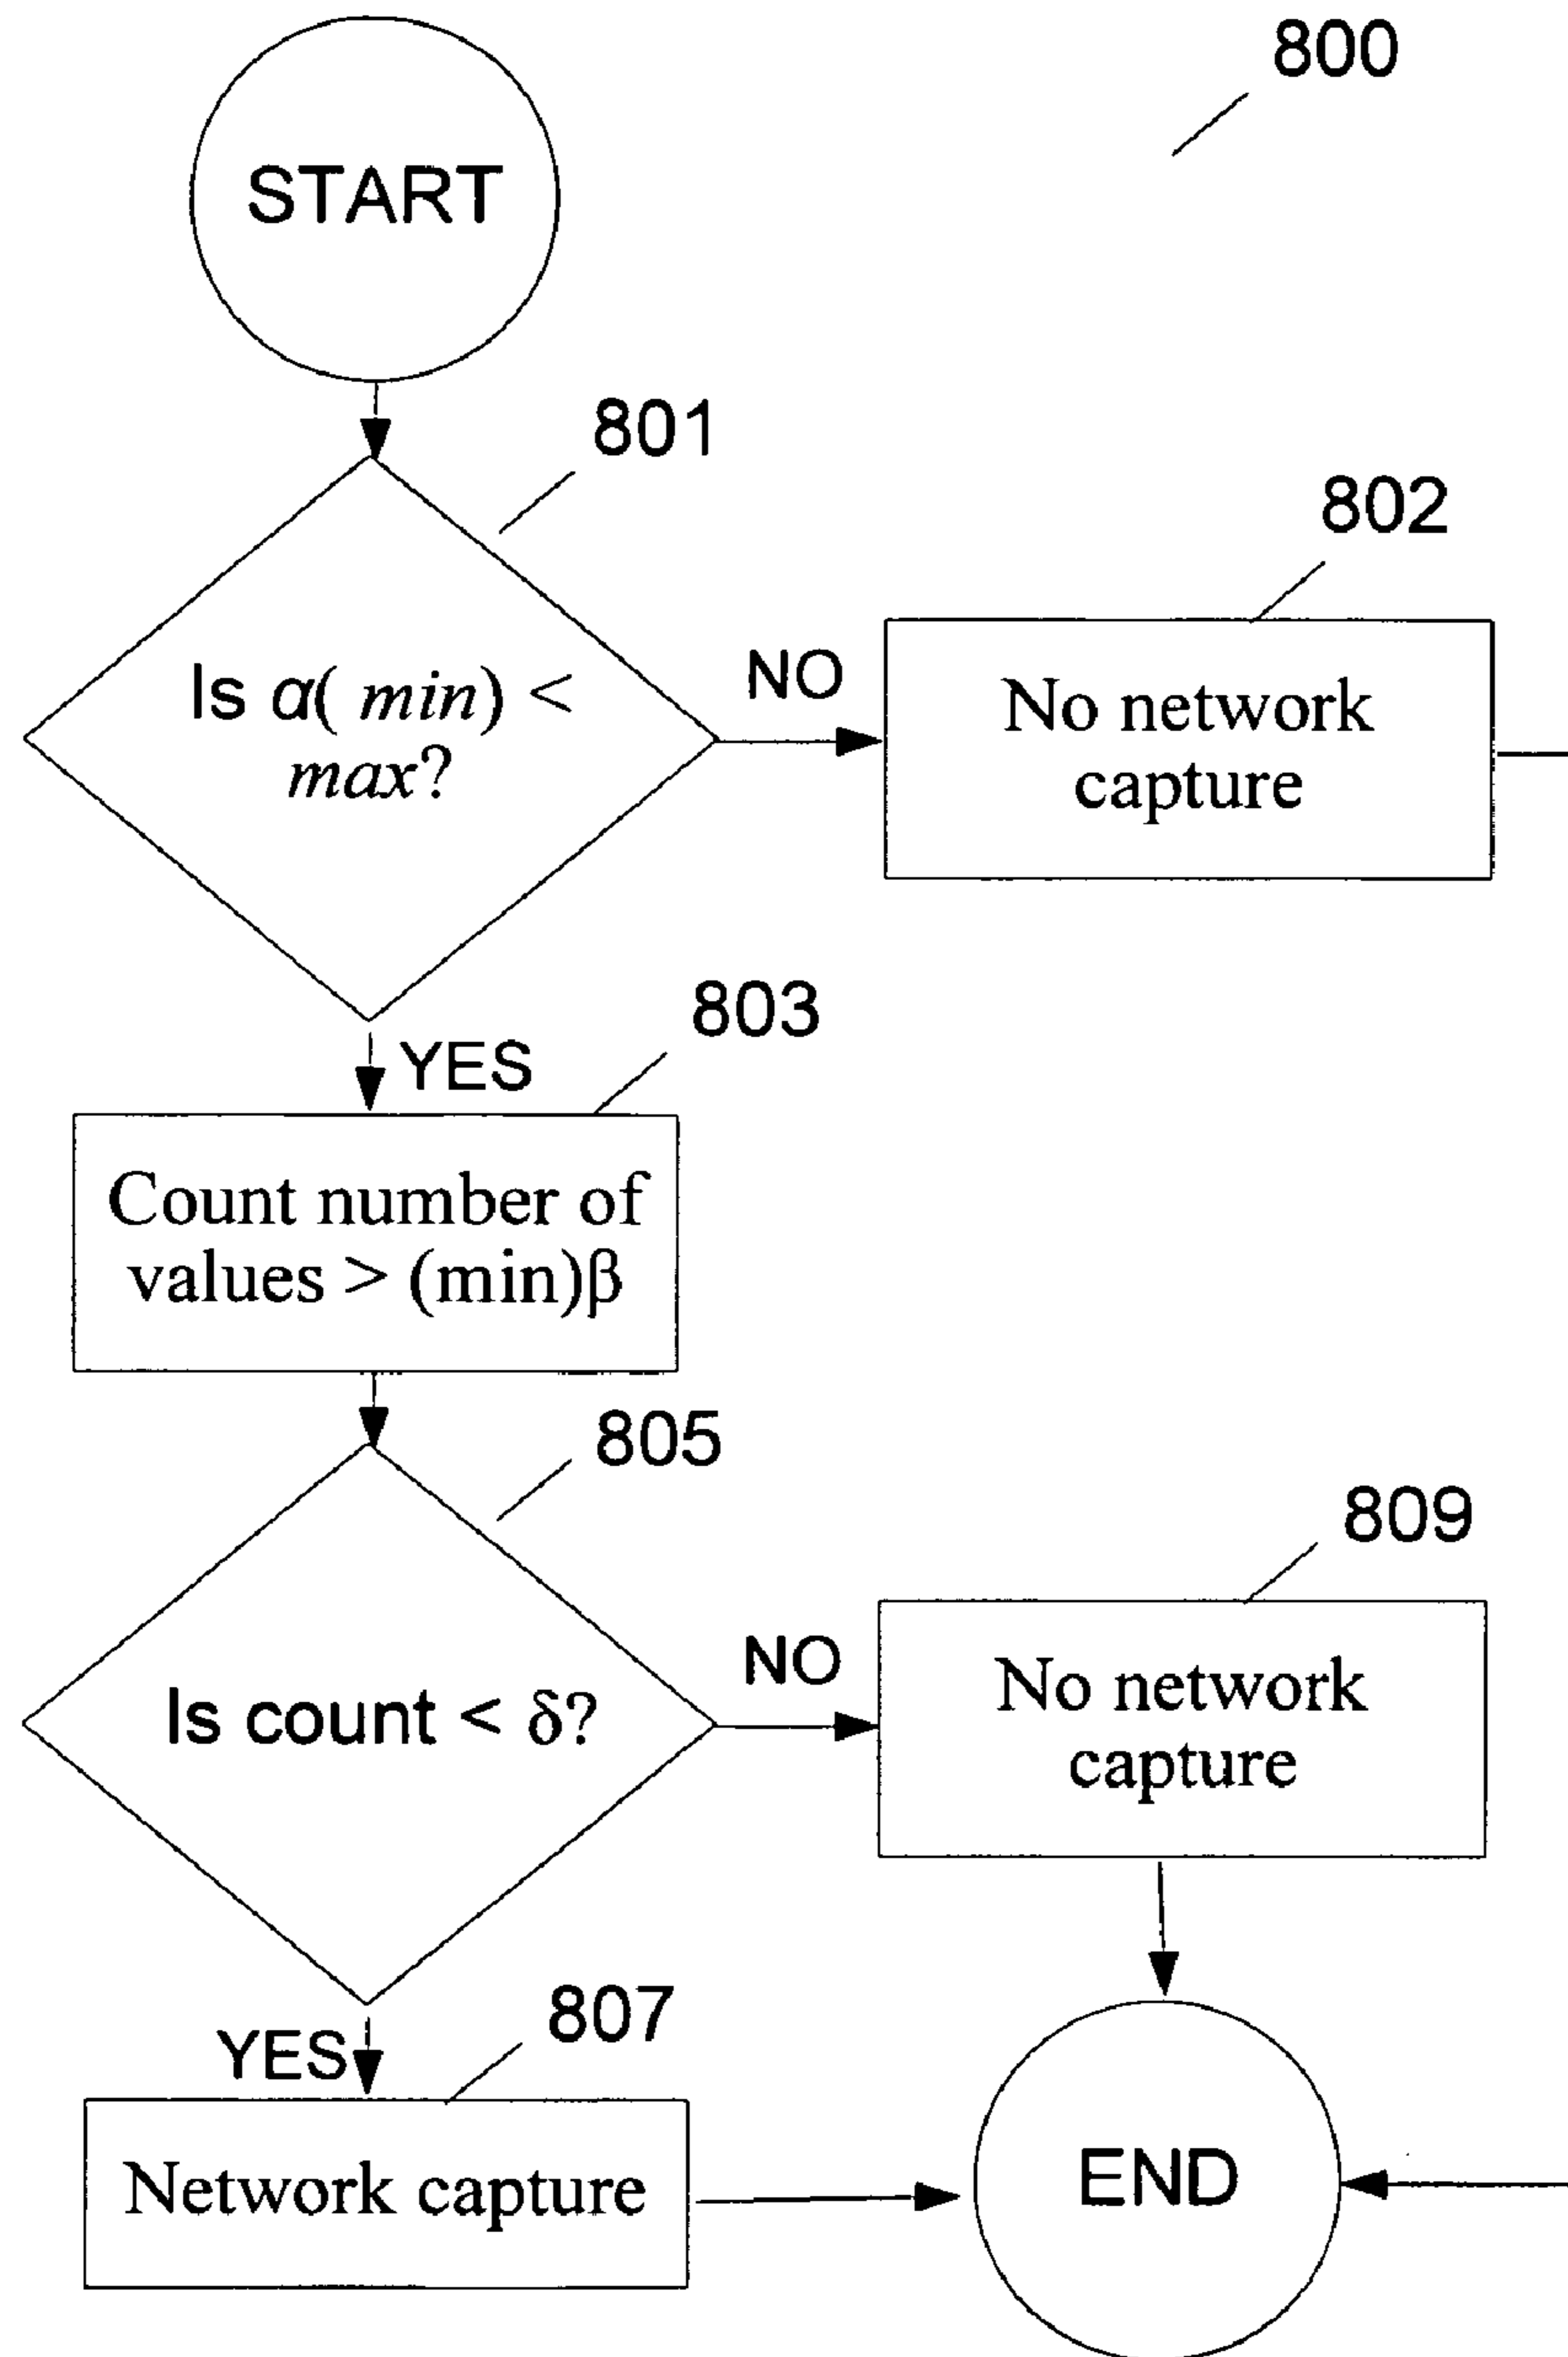 800
START
801
802
Is α( min) <
max?
NO
No network
capture
803
YES
Count number of
values > (min)β
805
809
Is count < δ?
NO
No network
capture
807
YES
Network capture
END